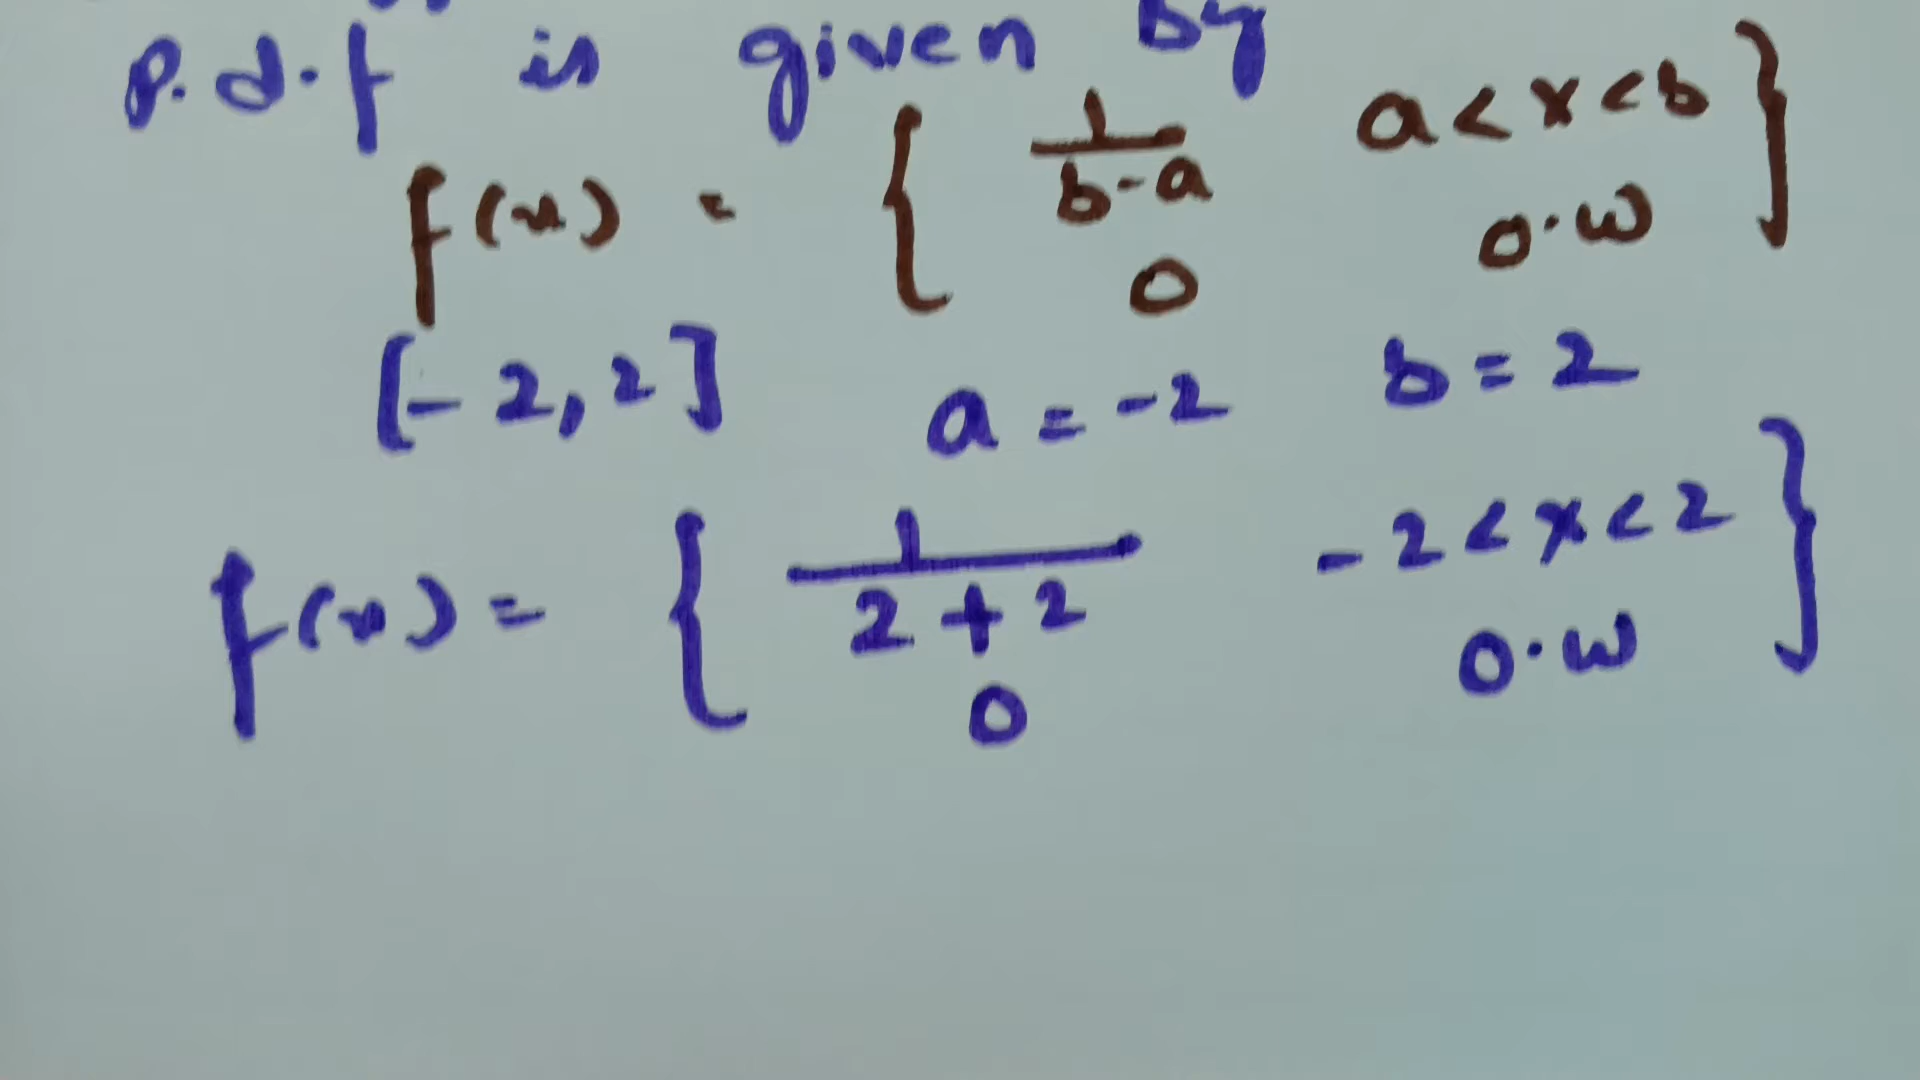 p.d.f is given by
f(x) = { 1/(b-a) a<x<b }
0 o.w
[-2,2] a = -2 b = 2
f(x) = { 1/(2+2) -2<x<2 }
0 o.w